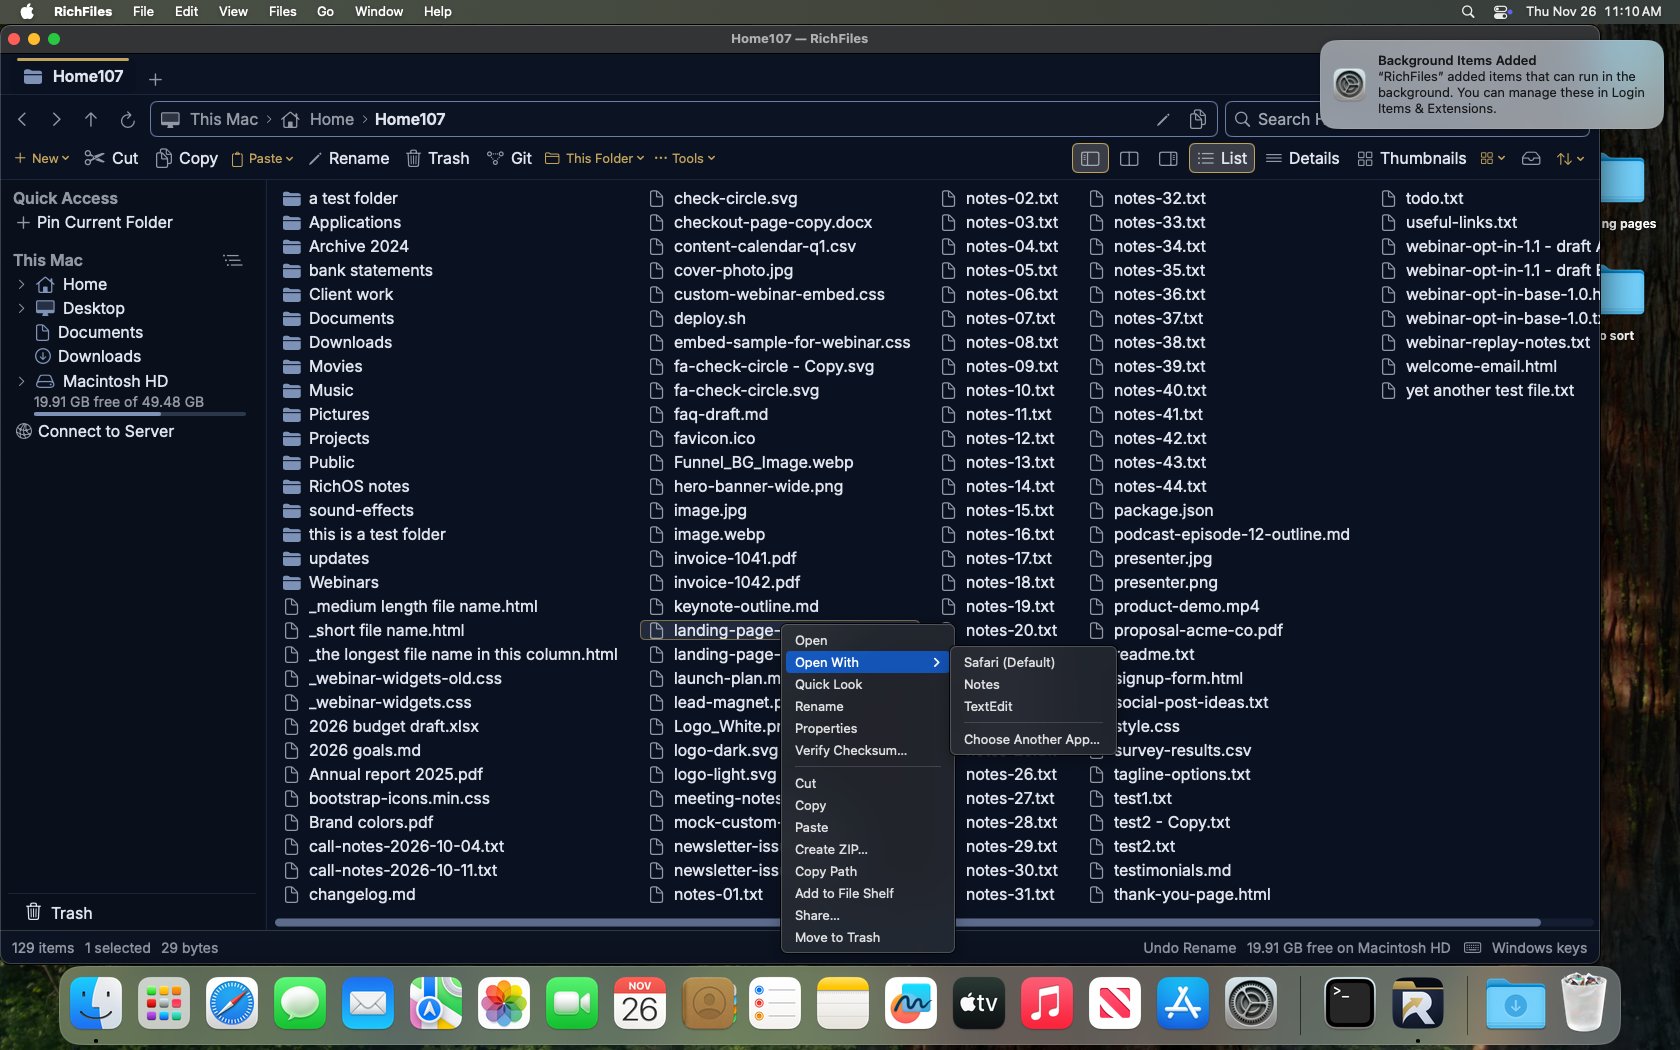 RichFiles File Edit View Files Go Window Help
Thu Nov 26 11:10 AM
Home107 — RichFiles
Background Items Added
“RichFiles” added items that can run in the
background. You can manage these in Login
Items & Extensions.
Home107
This Mac > Home > Home107
Search
New Cut Copy Paste Rename Trash Git This Folder Tools
List Details Thumbnails
Quick Access
Pin Current Folder
This Mac
Home
Desktop
Documents
Downloads
Macintosh HD
19.91 GB free of 49.48 GB
Connect to Server
Trash
a test folder
Applications
Archive 2024
bank statements
Client work
Documents
Downloads
Movies
Music
Pictures
Projects
Public
RichOS notes
sound-effects
this is a test folder
updates
Webinars
_medium length file name.html
_short file name.html
_the longest file name in this column.html
_webinar-widgets-old.css
_webinar-widgets.css
2026 budget draft.xlsx
2026 goals.md
Annual report 2025.pdf
bootstrap-icons.min.css
Brand colors.pdf
call-notes-2026-10-04.txt
call-notes-2026-10-11.txt
changelog.md
check-circle.svg
checkout-page-copy.docx
content-calendar-q1.csv
cover-photo.jpg
custom-webinar-embed.css
deploy.sh
embed-sample-for-webinar.css
fa-check-circle - Copy.svg
fa-check-circle.svg
faq-draft.md
favicon.ico
Funnel_BG_Image.webp
hero-banner-wide.png
image.jpg
image.webp
invoice-1041.pdf
invoice-1042.pdf
keynote-outline.md
landing-page-
landing-page-
launch-plan.m
lead-magnet.p
Logo_White.pn
logo-dark.svg
logo-light.svg
meeting-notes
mock-custom-
newsletter-iss
newsletter-iss
notes-01.txt
Open
Open With
Quick Look
Rename
Properties
Verify Checksum...
Cut
Copy
Paste
Create ZIP...
Copy Path
Add to File Shelf
Share...
Move to Trash
Safari (Default)
Notes
TextEdit
Choose Another App...
notes-02.txt
notes-03.txt
notes-04.txt
notes-05.txt
notes-06.txt
notes-07.txt
notes-08.txt
notes-09.txt
notes-10.txt
notes-11.txt
notes-12.txt
notes-13.txt
notes-14.txt
notes-15.txt
notes-16.txt
notes-17.txt
notes-18.txt
notes-19.txt
notes-20.txt
notes-26.txt
notes-27.txt
notes-28.txt
notes-29.txt
notes-30.txt
notes-31.txt
notes-32.txt
notes-33.txt
notes-34.txt
notes-35.txt
notes-36.txt
notes-37.txt
notes-38.txt
notes-39.txt
notes-40.txt
notes-41.txt
notes-42.txt
notes-43.txt
notes-44.txt
package.json
podcast-episode-12-outline.md
presenter.jpg
presenter.png
product-demo.mp4
proposal-acme-co.pdf
readme.txt
signup-form.html
social-post-ideas.txt
style.css
survey-results.csv
tagline-options.txt
test1.txt
test2 - Copy.txt
test2.txt
testimonials.md
thank-you-page.html
todo.txt
useful-links.txt
webinar-opt-in-1.1 - draft
webinar-opt-in-1.1 - draft
webinar-opt-in-base-1.0.h
webinar-opt-in-base-1.0.t
webinar-replay-notes.txt
welcome-email.html
yet another test file.txt
ng pages
o sort
129 items 1 selected 29 bytes
Undo Rename 19.91 GB free on Macintosh HD Windows keys
NOV
26
tv